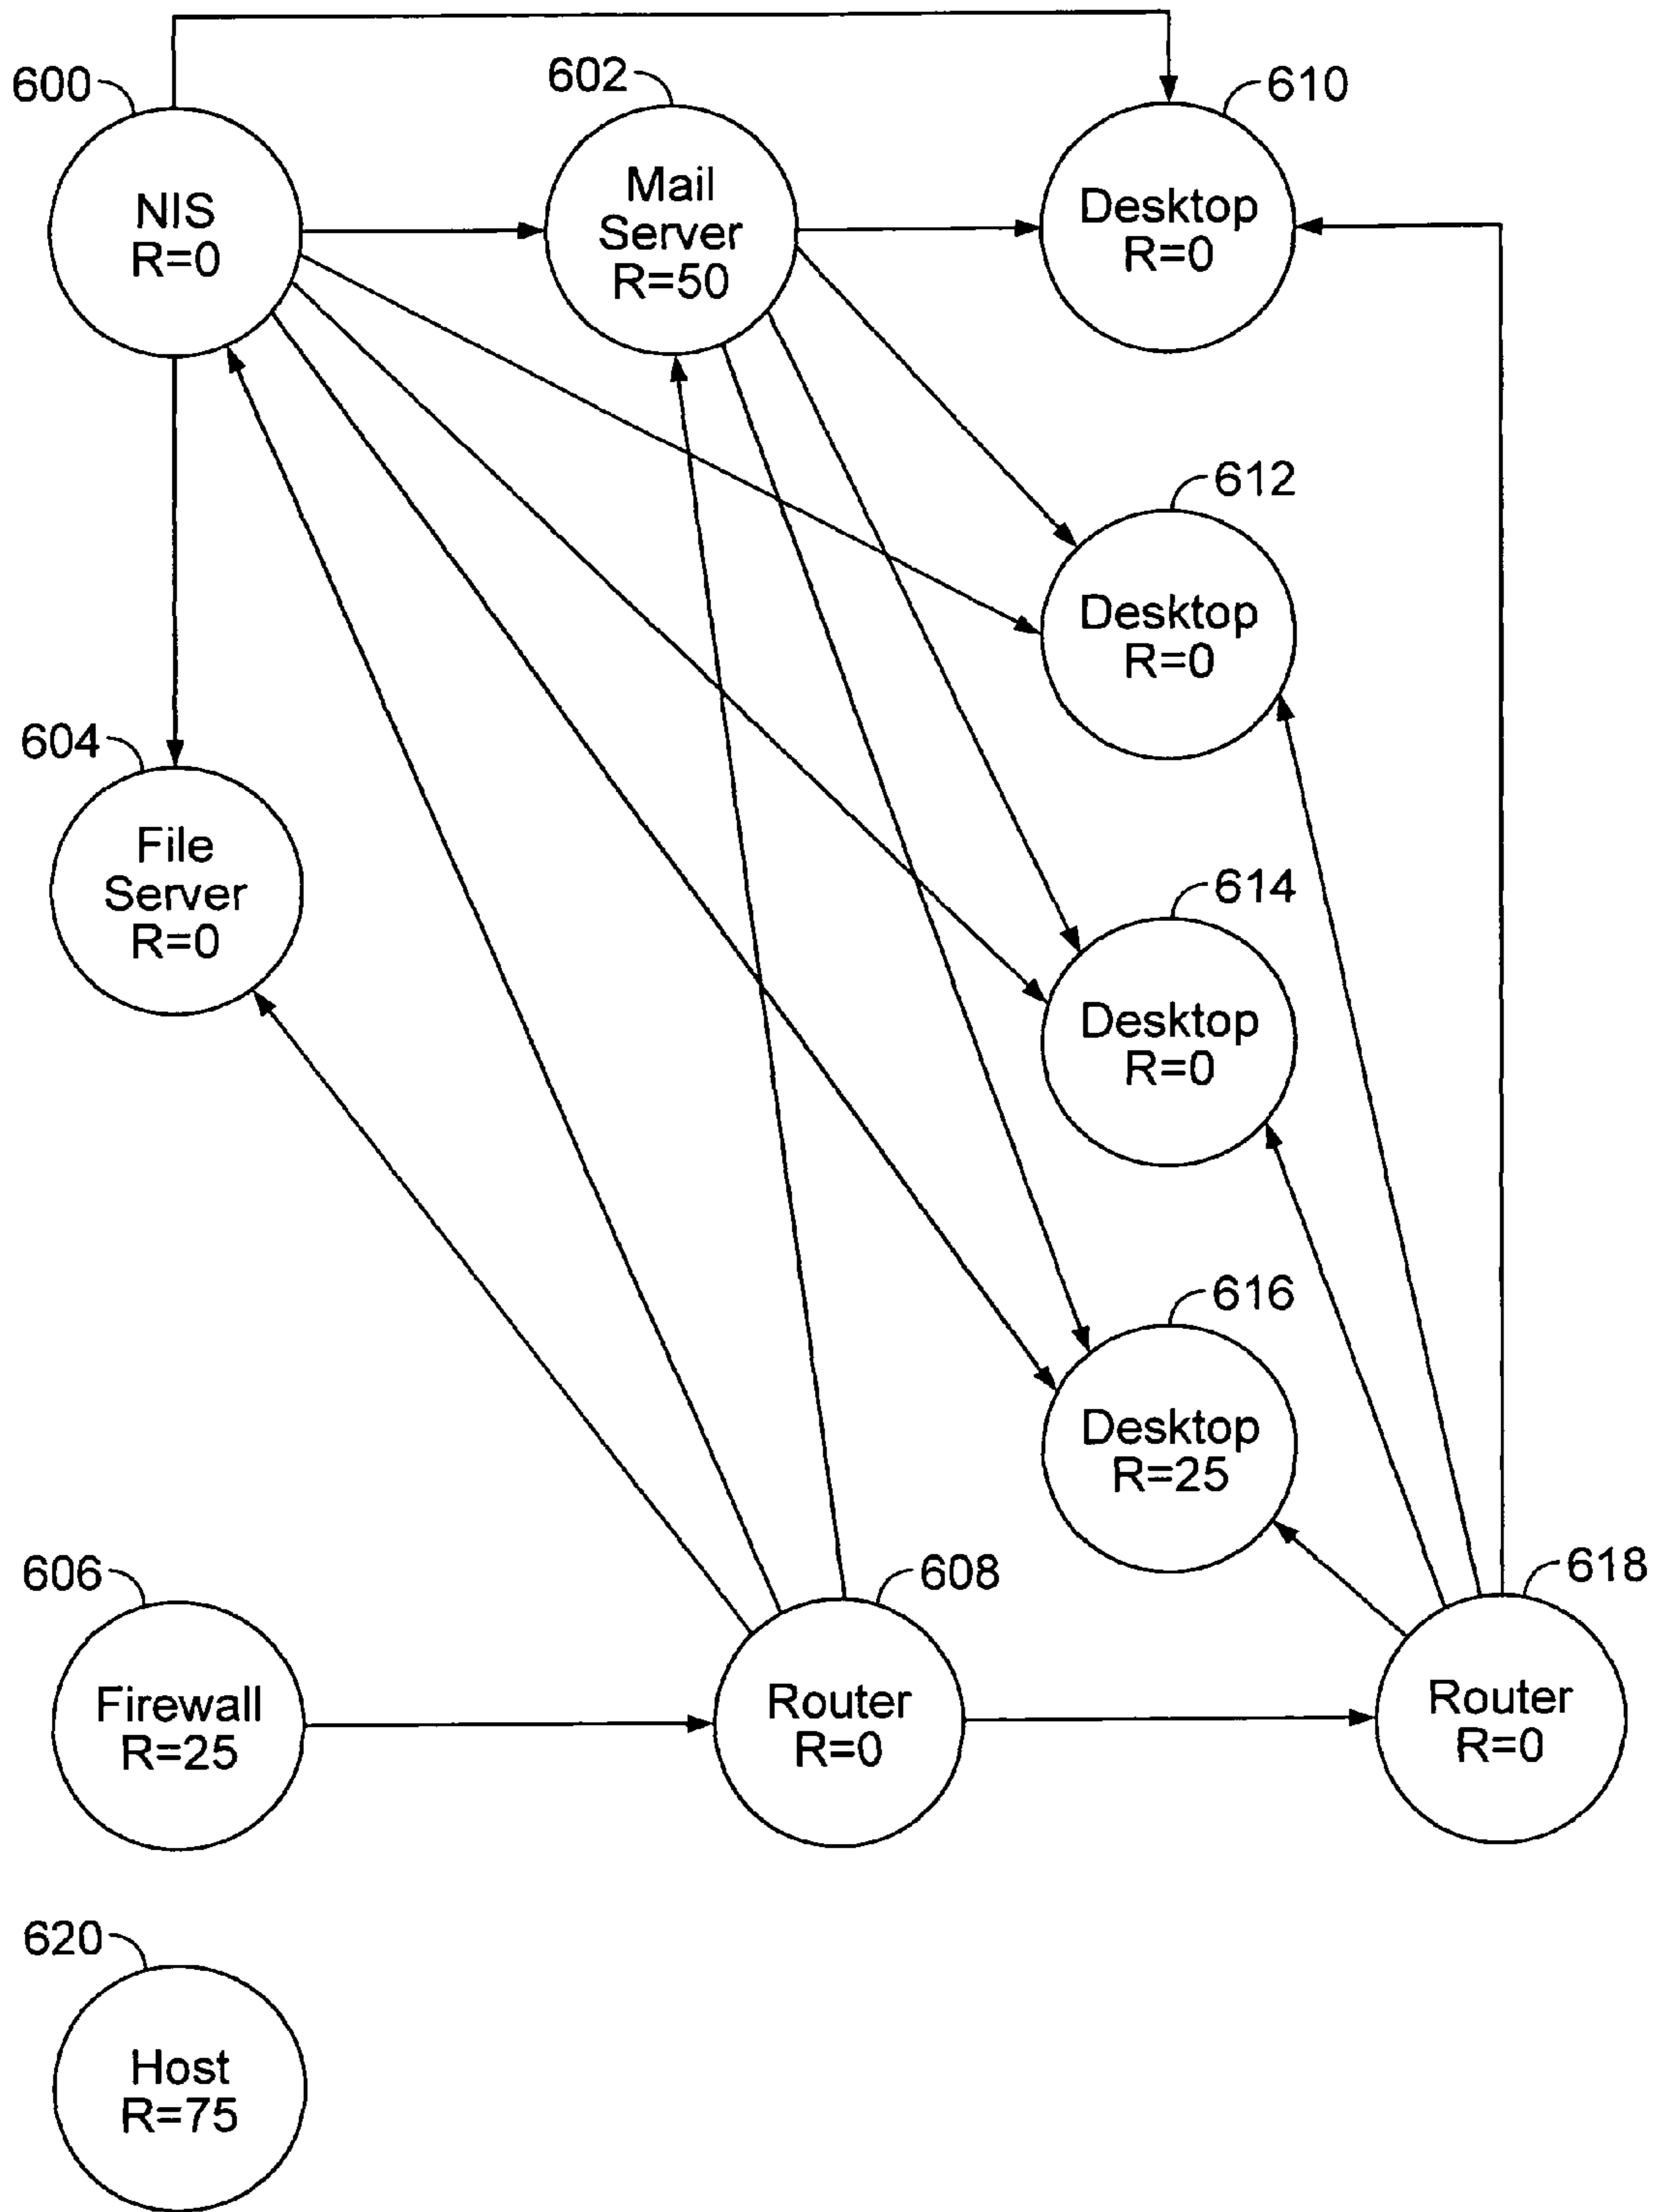 600
602
610
NIS
R=0
Mail
Server
R=50
Desktop
R=0
612
Desktop
R=0
604
File
Server
R=0
614
Desktop
R=0
616
Desktop
R=25
606
Firewall
R=25
608
Router
R=0
618
Router
R=0
620
Host
R=75